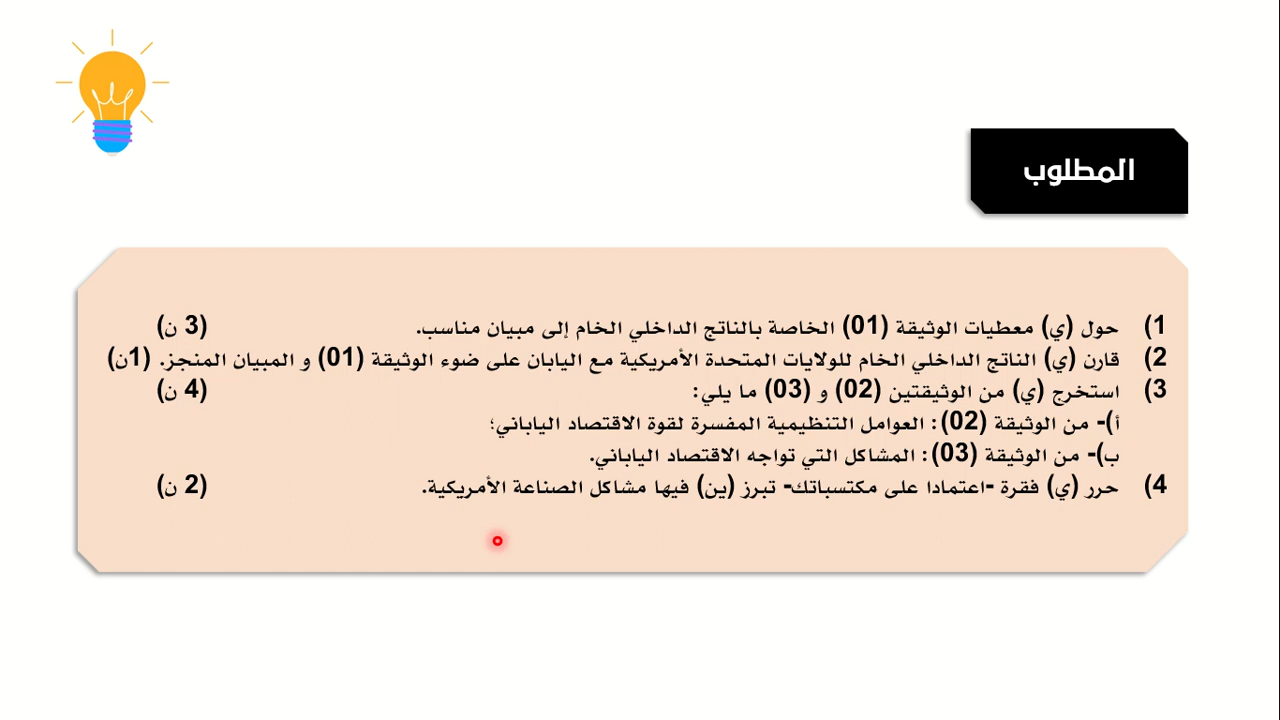 المطلوب
1) حول (ي) معطيات الوثيقة (01) الخاصة بالناتج الداخلي الخام إلى مبيان مناسب. (3 ن)
2) قارن (ي) الناتج الداخلي الخام للولايات المتحدة الأمريكية مع اليابان على ضوء الوثيقة (01) و المبيان المنجز. (1ن)
3) استخرج (ي) من الوثيقتين (02) و (03) ما يلي: (4 ن)
أ)- من الوثيقة (02): العوامل التنظيمية المفسرة لقوة الاقتصاد الياباني؛
ب)- من الوثيقة (03): المشاكل التي تواجه الاقتصاد الياباني.
4) حرر (ي) فقرة -اعتمادا على مكتسباتك- تبرز (ين) فيها مشاكل الصناعة الأمريكية. (2 ن)